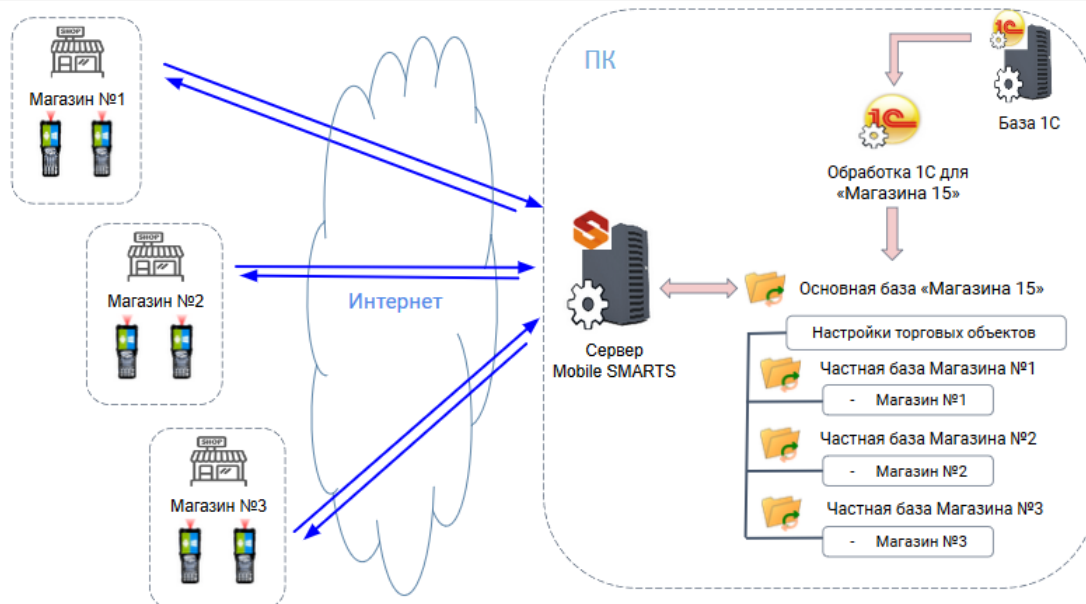 SHOP
Магазин №1
SHOP
Магазин №2
SHOP
Магазин №3
Интернет
ПК
1С
База 1С
1С
Обработка 1С для
«Магазина 15»
S
Сервер
Mobile SMARTS
Основная база «Магазина 15»
Настройки торговых объектов
Частная база Магазина №1
- Магазин №1
Частная база Магазина №2
- Магазин №2
Частная база Магазина №3
- Магазин №3